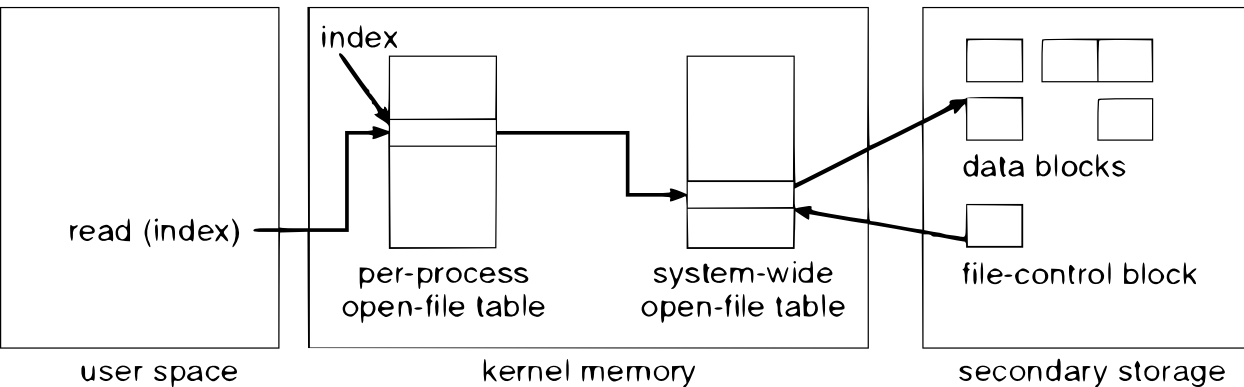 index
read (index)
per-process
open-file table
system-wide
open-file table
data blocks
file-control block
user space
kernel memory
secondary storage